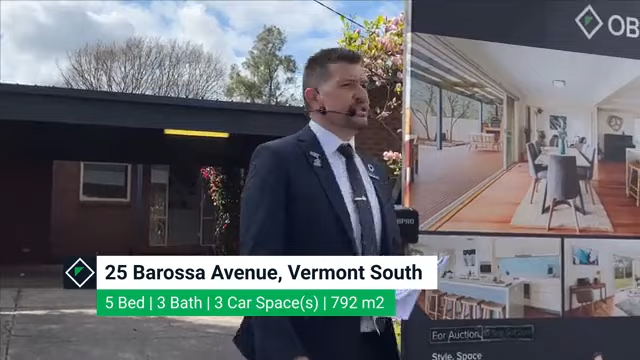 OB
HPRO
25 Barossa Avenue, Vermont South
5 Bed | 3 Bath | 3 Car Space(s) | 792 m2
For Auction
Style, Space